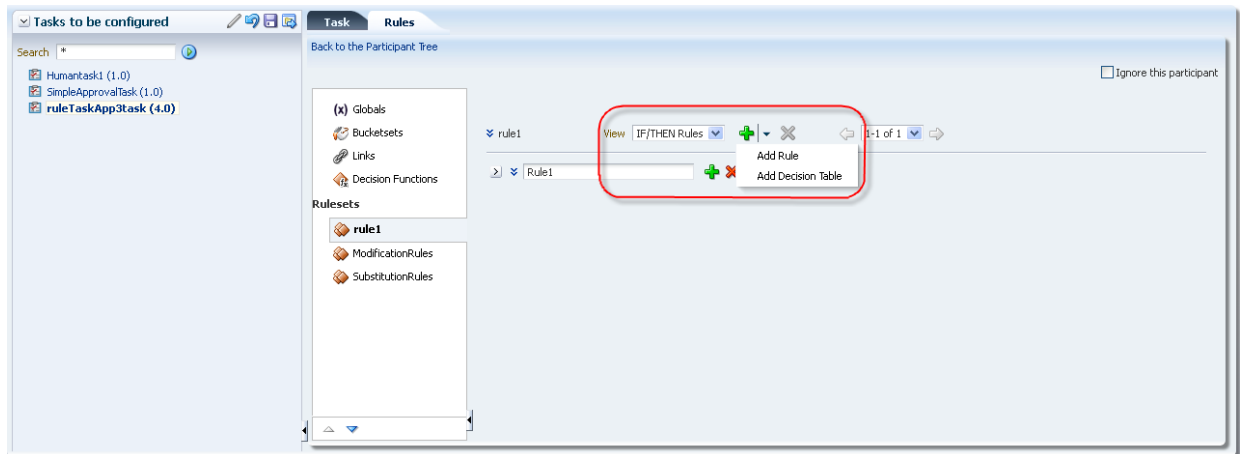 Tasks to be configured
Search *
Humantask1 (1.0)
SimpleApprovalTask (1.0)
ruleTaskApp3task (4.0)
Task Rules
Back to the Participant Tree
Ignore this participant
(x) Globals
Bucketsets
Links
Decision Functions
Rulesets
rule1
ModificationRules
SubstitutionRules
rule1 View IF/THEN Rules 1-1 of 1
Add Rule
Add Decision Table
Rule1